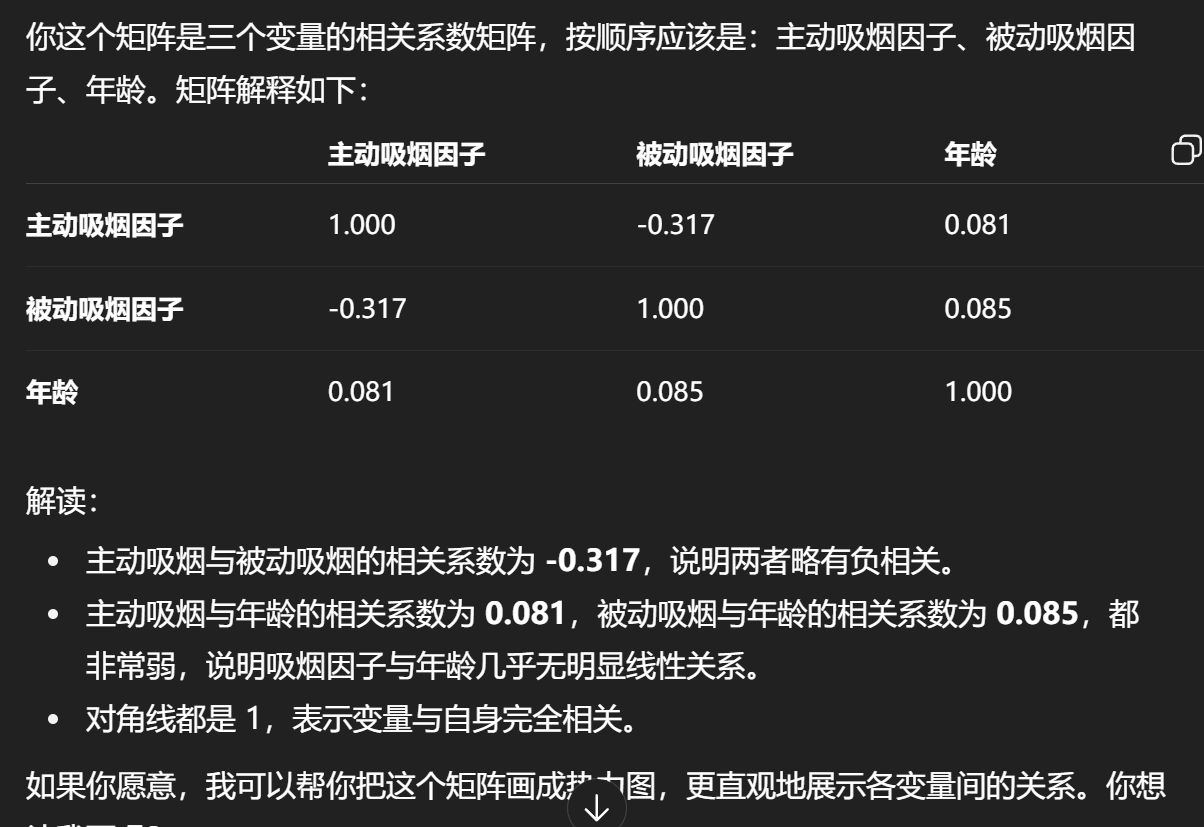 你这个矩阵是三个变量的相关系数矩阵，按顺序应该是：主动吸烟因子、被动吸烟因
子、年龄。矩阵解释如下：
主动吸烟因子 被动吸烟因子 年龄
主动吸烟因子 1.000 -0.317 0.081
被动吸烟因子 -0.317 1.000 0.085
年龄 0.081 0.085 1.000
解读：
• 主动吸烟与被动吸烟的相关系数为 -0.317，说明两者略有负相关。
• 主动吸烟与年龄的相关系数为 0.081，被动吸烟与年龄的相关系数为 0.085，都
非常弱，说明吸烟因子与年龄几乎无明显线性关系。
• 对角线都是 1，表示变量与自身完全相关。
如果你愿意，我可以帮你把这个矩阵画成热力图，更直观地展示各变量间的关系。你想